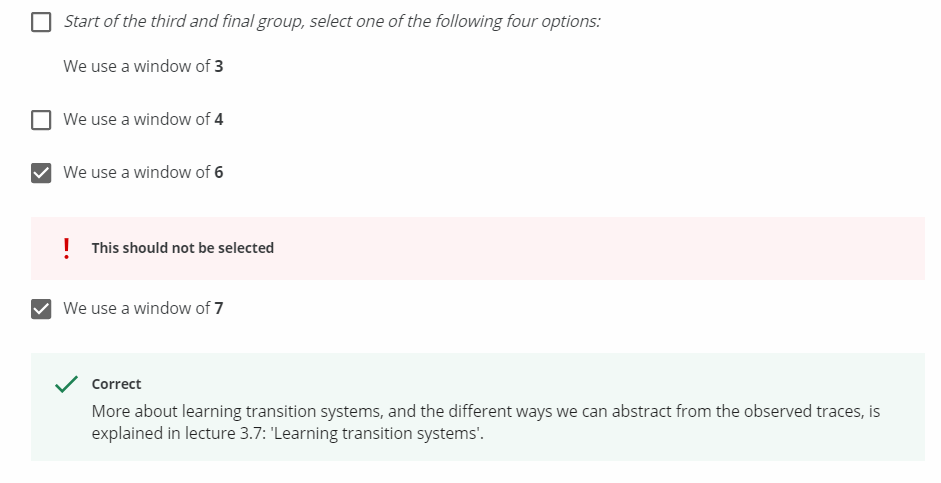 Start of the third and final group, select one of the following four options:
We use a window of 3
We use a window of 4
We use a window of 6
! This should not be selected
We use a window of 7
Correct
More about learning transition systems, and the different ways we can abstract from the observed traces, is
explained in lecture 3.7: 'Learning transition systems'.